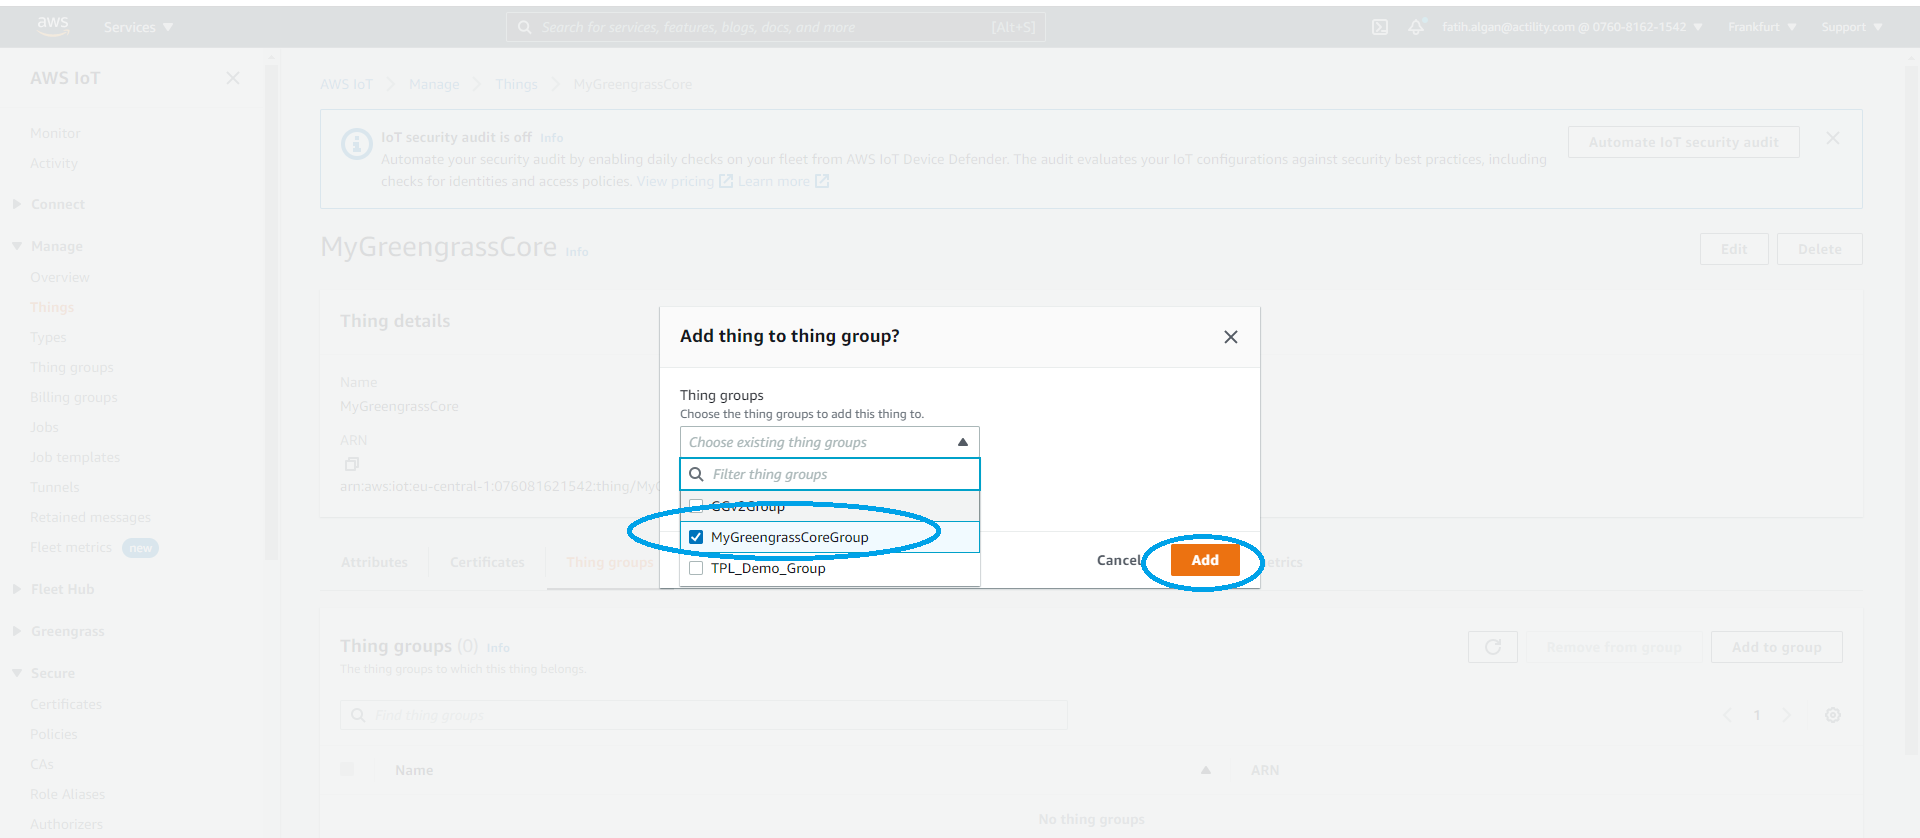 aws Services Search for services, features, blogs, docs, and more [Alt+S] fatih.algan@actility.com @ 0760-8162-1542 Frankfurt Support
AWS IoT
Monitor
Activity
Connect
Manage
Overview
Things
Types
Thing groups
Billing groups
Jobs
Job templates
Tunnels
Retained messages
Fleet metrics new
Fleet Hub
Greengrass
Secure
Certificates
Policies
CAs
Role Aliases
Authorizers
AWS IoT Manage Things MyGreengrassCore
IoT security audit is off Info
Automate your security audit by enabling daily checks on your fleet from AWS IoT Device Defender. The audit evaluates your IoT configurations against security best practices, including
checks for identities and access policies. View pricing Learn more
Automate IoT security audit
MyGreengrassCore Info
Edit Delete
Thing details
Name
MyGreengrassCore
ARN
arn:aws:iot:eu-central-1:076081621542:thing/MyG
Add thing to thing group?
Thing groups
Choose the thing groups to add this thing to.
Choose existing thing groups
Filter thing groups
GGv2Group
MyGreengrassCoreGroup
TPL_Demo_Group
Cancel Add
Attributes Certificates Thing groups etrics
Thing groups (0) Info
The thing groups to which this thing belongs.
Remove from group Add to group
Find thing groups
1
Name ARN
No thing groups